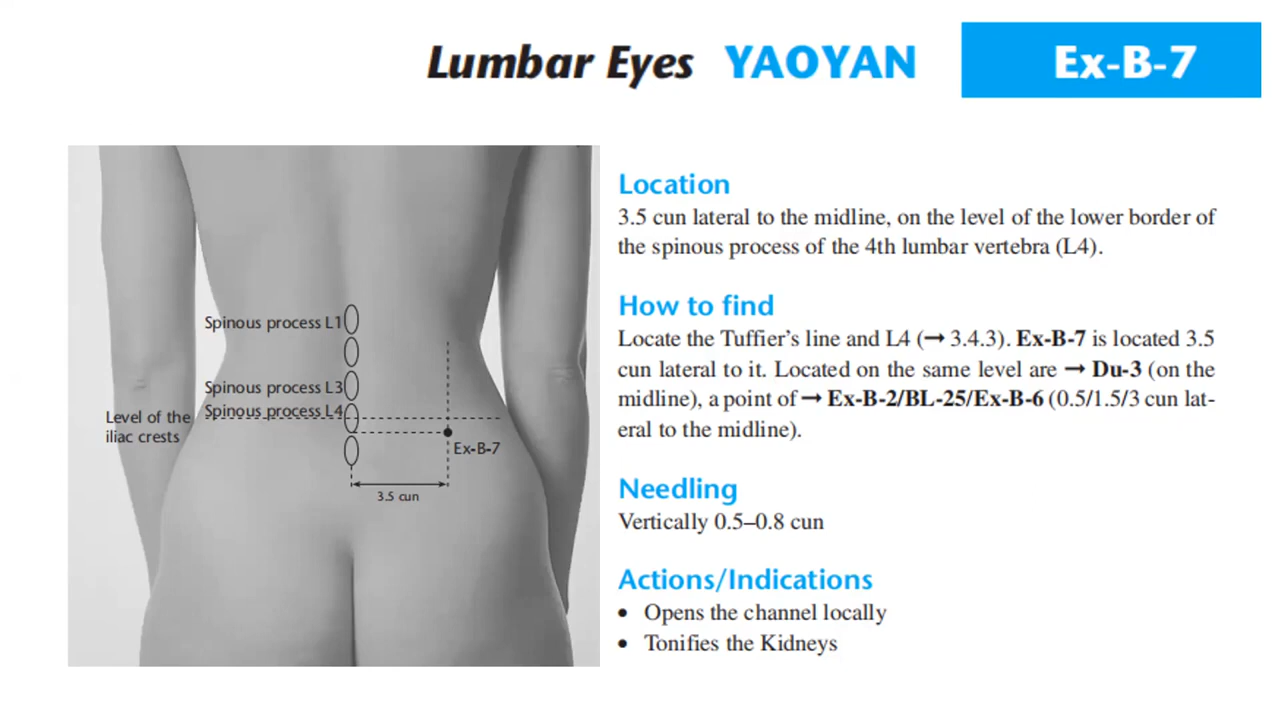 Lumbar Eyes YAOYAN Ex-B-7
Spinous process L1
Spinous process L3
Spinous process L4
Level of the
iliac crests
Ex-B-7
3.5 cun
Location
3.5 cun lateral to the midline, on the level of the lower border of
the spinous process of the 4th lumbar vertebra (L4).
How to find
Locate the Tuffier’s line and L4 (→ 3.4.3). Ex-B-7 is located 3.5
cun lateral to it. Located on the same level are → Du-3 (on the
midline), a point of → Ex-B-2/BL-25/Ex-B-6 (0.5/1.5/3 cun lat-
eral to the midline).
Needling
Vertically 0.5–0.8 cun
Actions/Indications
• Opens the channel locally
• Tonifies the Kidneys